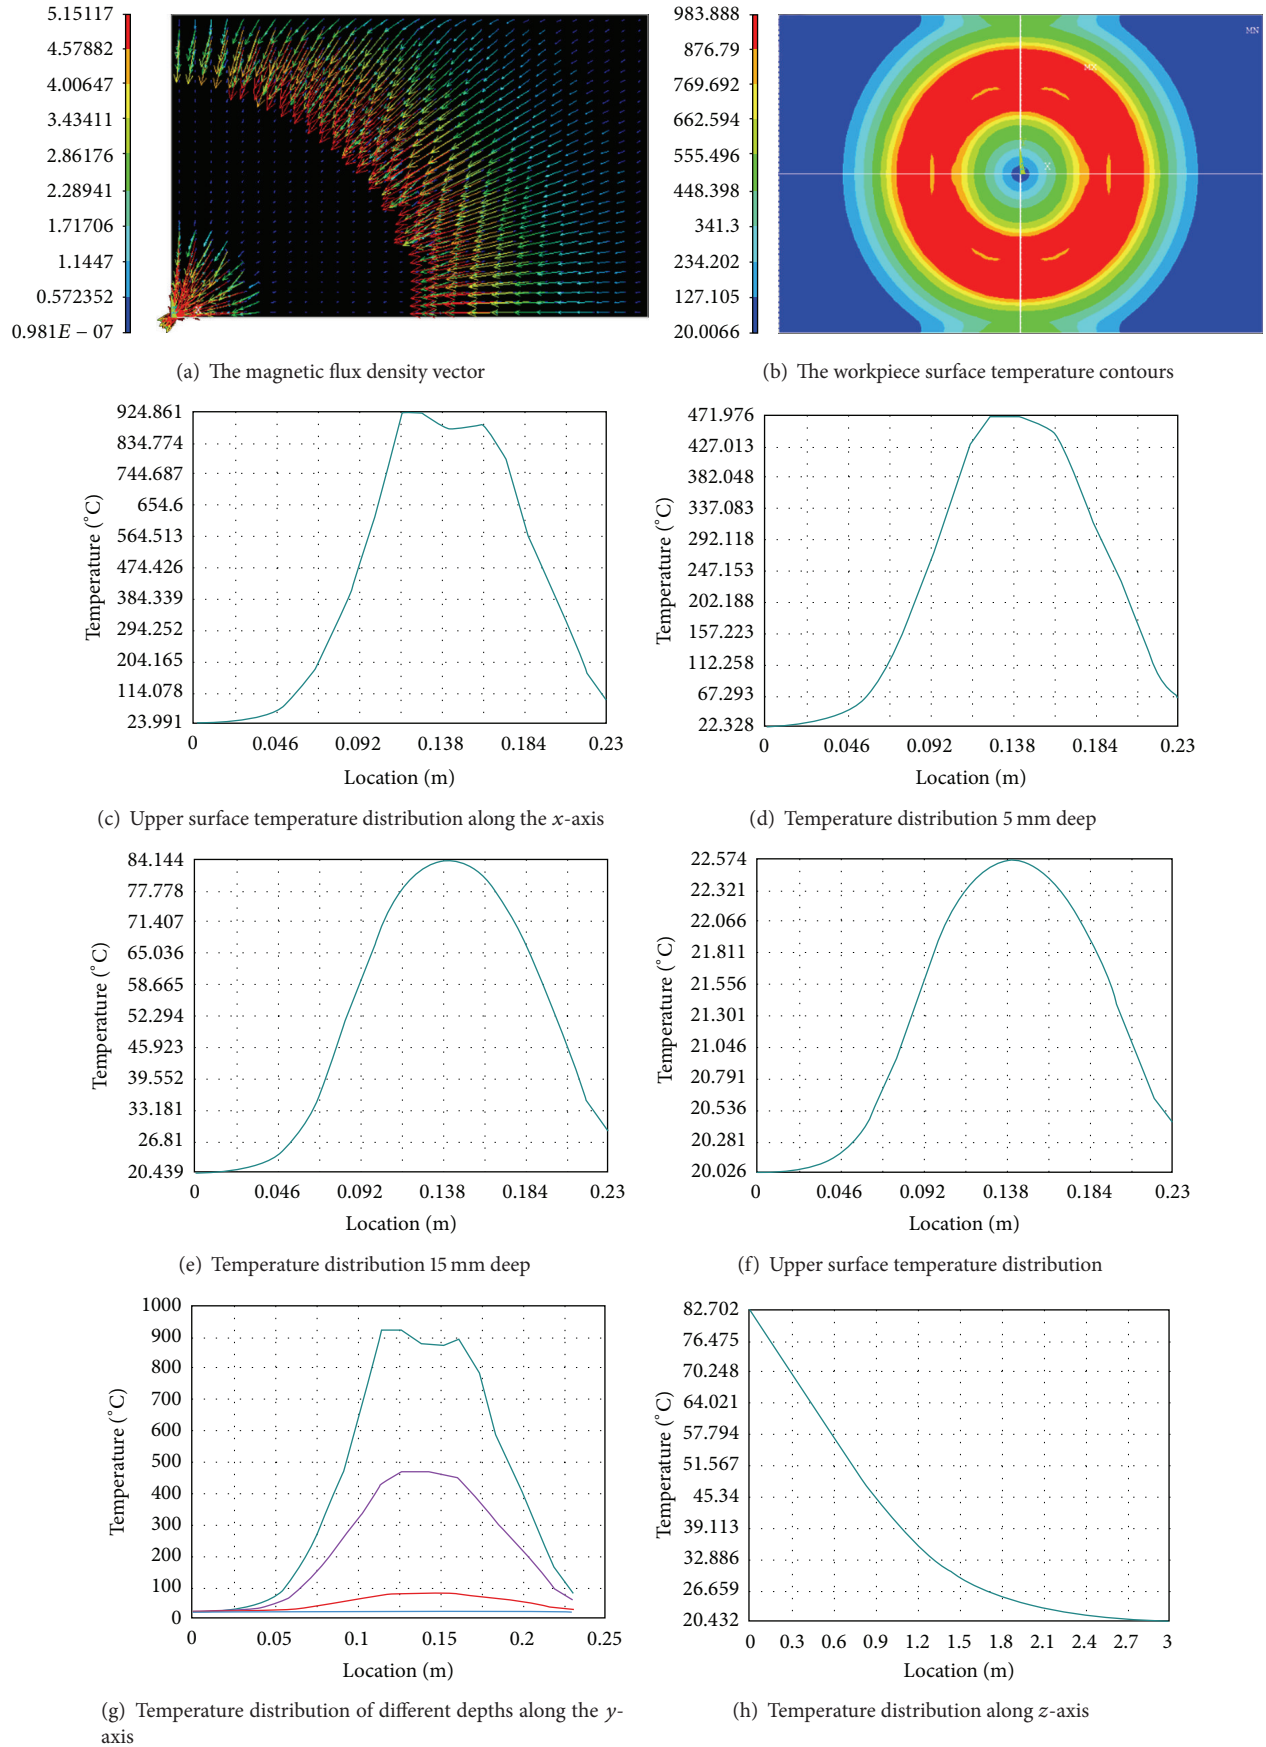 5.15117
4.57882
4.00647
3.43411
2.86176
2.28941
1.71706
1.1447
0.572352
0.981E − 07
(a) The magnetic flux density vector
983.888
876.79
769.692
662.594
555.496
448.398
341.3
234.202
127.105
20.0066
MN
MX
X
(b) The workpiece surface temperature contours
924.861
834.774
744.687
654.6
564.513
474.426
384.339
294.252
204.165
114.078
23.991
Temperature (°C)
0 0.046 0.092 0.138 0.184 0.23
Location (m)
(c) Upper surface temperature distribution along the x-axis
471.976
427.013
382.048
337.083
292.118
247.153
202.188
157.223
112.258
67.293
22.328
Temperature (°C)
0 0.046 0.092 0.138 0.184 0.23
Location (m)
(d) Temperature distribution 5 mm deep
84.144
77.778
71.407
65.036
58.665
52.294
45.923
39.552
33.181
26.81
20.439
Temperature (°C)
0 0.046 0.092 0.138 0.184 0.23
Location (m)
(e) Temperature distribution 15 mm deep
22.574
22.321
22.066
21.811
21.556
21.301
21.046
20.791
20.536
20.281
20.026
Temperature (°C)
0 0.046 0.092 0.138 0.184 0.23
Location (m)
(f) Upper surface temperature distribution
1000
900
800
700
600
500
400
300
200
100
0
Temperature (°C)
0 0.05 0.1 0.15 0.2 0.25
Location (m)
(g) Temperature distribution of different depths along the y-
axis
82.702
76.475
70.248
64.021
57.794
51.567
45.34
39.113
32.886
26.659
20.432
Temperature (°C)
0 0.3 0.6 0.9 1.2 1.5 1.8 2.1 2.4 2.7 3
Location (m)
(h) Temperature distribution along z-axis